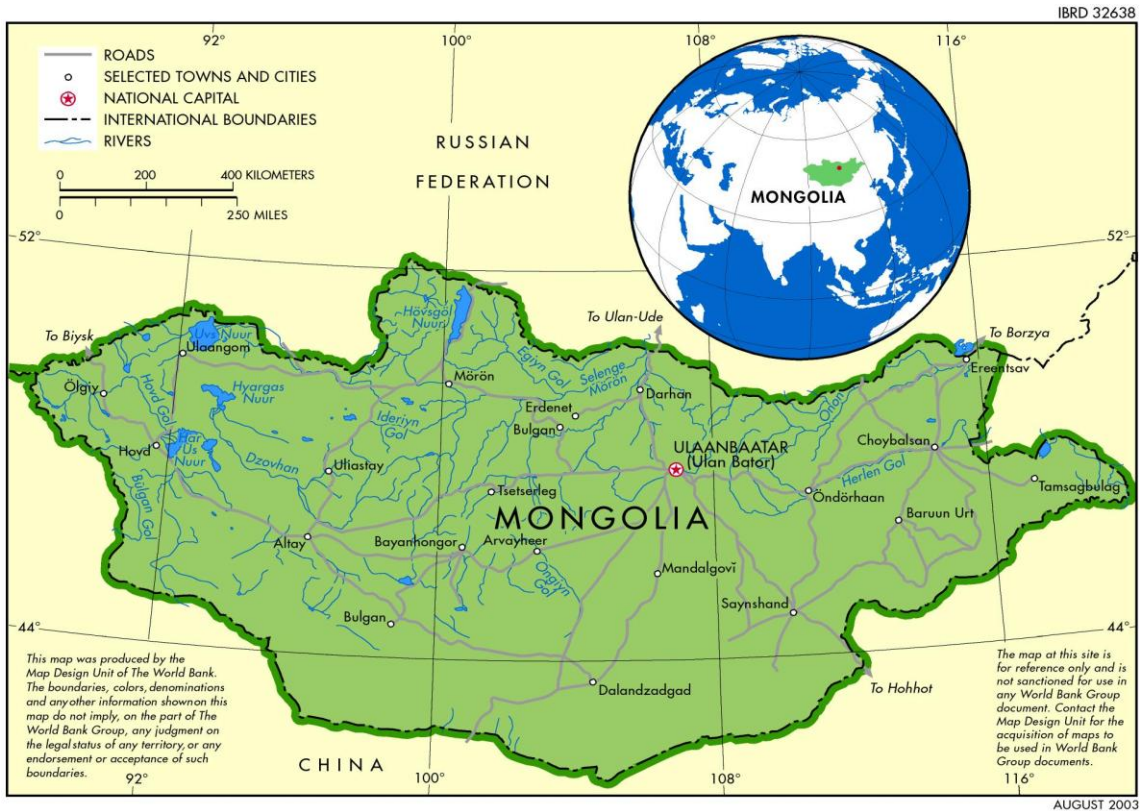 IBRD 32638
92°
100°
108°
116°
ROADS
SELECTED TOWNS AND CITIES
NATIONAL CAPITAL
INTERNATIONAL BOUNDARIES
RIVERS
0 200 400 KILOMETERS
0 250 MILES
RUSSIAN
FEDERATION
MONGOLIA
52°
52°
To Biysk
To Ulan-Ude
To Borzya
Uvs Nuur
Ulaangom
Hövsgöl
Nuur
Ereentsav
Ölgiy
Hovd Gol
Hyargas
Nuur
Mörön
Egiyn Gol
Selenge
Mörön
Darhan
Onon
Ideriyn
Gol
Erdenet
Bulgan
Hovd
Har
Us
Nuur
Dzovhan
Uliastay
ULAANBAATAR
(Ulan Bator)
Choybalsan
Herlen Gol
Bulgan Gol
Tsetserleg
Öndörhaan
Tamsagbulag
MONGOLIA
Baruun Urt
Altay
Bayanhongor
Arvayheer
Ongiyn
Gol
Mandalgovĭ
Saynshand
Bulgan
44°
44°
Dalandzadgad
To Hohhot
This map was produced by the
Map Design Unit of The World Bank.
The boundaries, colors, denominations
and any other information shown on this
map do not imply, on the part of The
World Bank Group, any judgment on
the legal status of any territory, or any
endorsement or acceptance of such
boundaries.
The map at this site is
for reference only and is
not sanctioned for use in
any World Bank Group
document. Contact the
Map Design Unit for the
acquisition of maps to
be used in World Bank
Group documents.
CHINA
92°
100°
108°
116°
AUGUST 2003